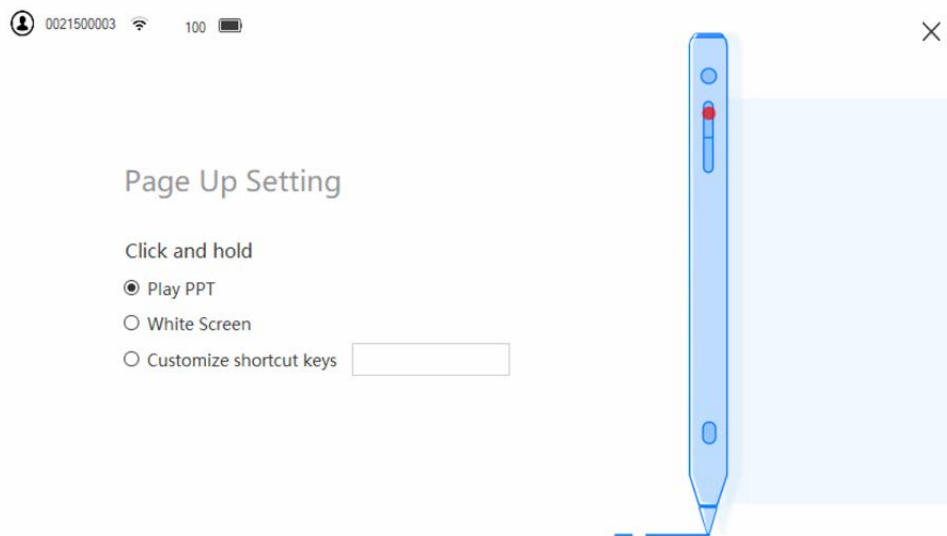 0021500003 100
Page Up Setting
Click and hold
Play PPT
White Screen
Customize shortcut keys